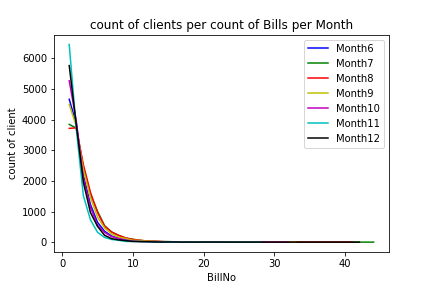 count of clients per count of Bills per Month
6000
5000
4000
3000
2000
1000
0
count of client
0
10
20
30
40
BillNo
Month6
Month7
Month8
Month9
Month10
Month11
Month12